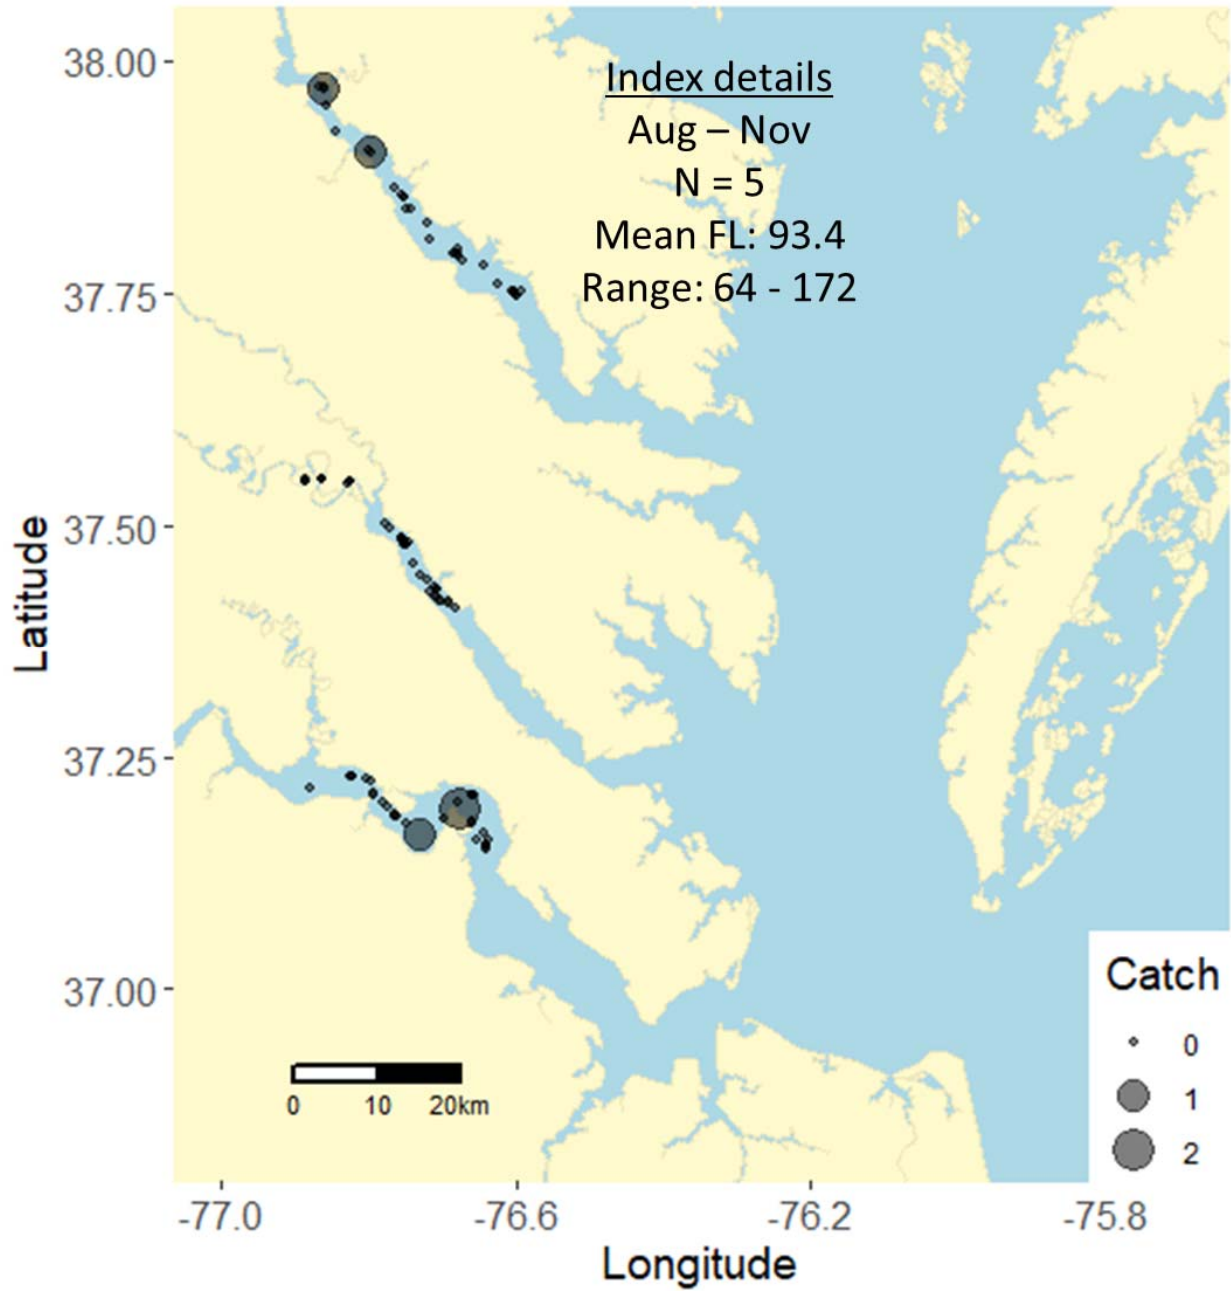 Index details
Aug – Nov
N = 5
Mean FL: 93.4
Range: 64 - 172
38.00
37.75
37.50
37.25
37.00
Latitude
0 10 20km
Catch
0
1
2
-77.0 -76.6 -76.2 -75.8
Longitude